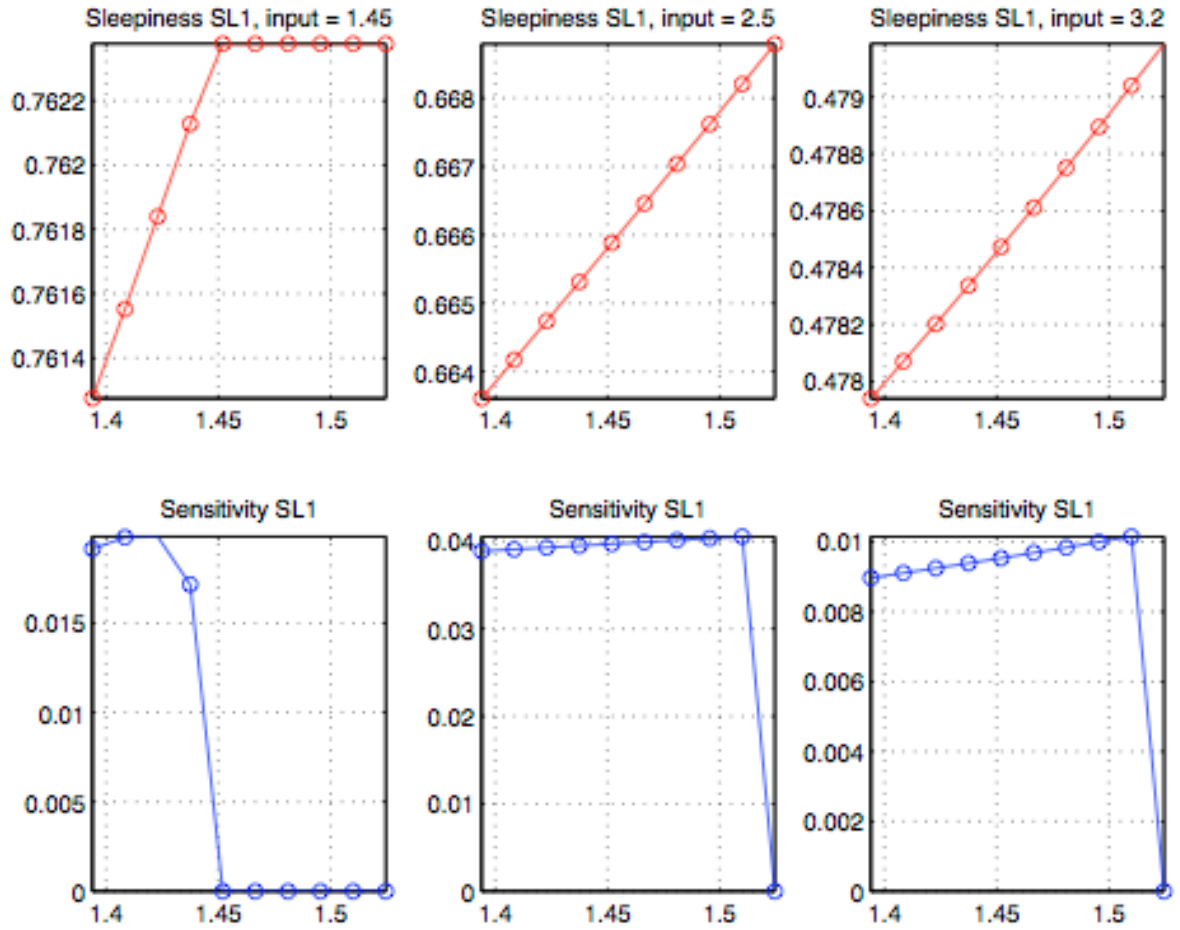 Sleepiness SL1, input = 1.45
0.76222
0.762
0.7618
0.7616
0.7614
1.4 1.45 1.5
Sleepiness SL1, input = 2.5
0.668
0.667
0.666
0.665
0.664
1.4 1.45 1.5
Sleepiness SL1, input = 3.2
0.479
0.4788
0.4786
0.4784
0.4782
0.478
1.4 1.45 1.5
Sensitivity SL1
0.015
0.01
0.005
0
1.4 1.45 1.5
Sensitivity SL1
0.04
0.03
0.02
0.01
0
1.4 1.45 1.5
Sensitivity SL1
0.01
0.008
0.006
0.004
0.002
0
1.4 1.45 1.5